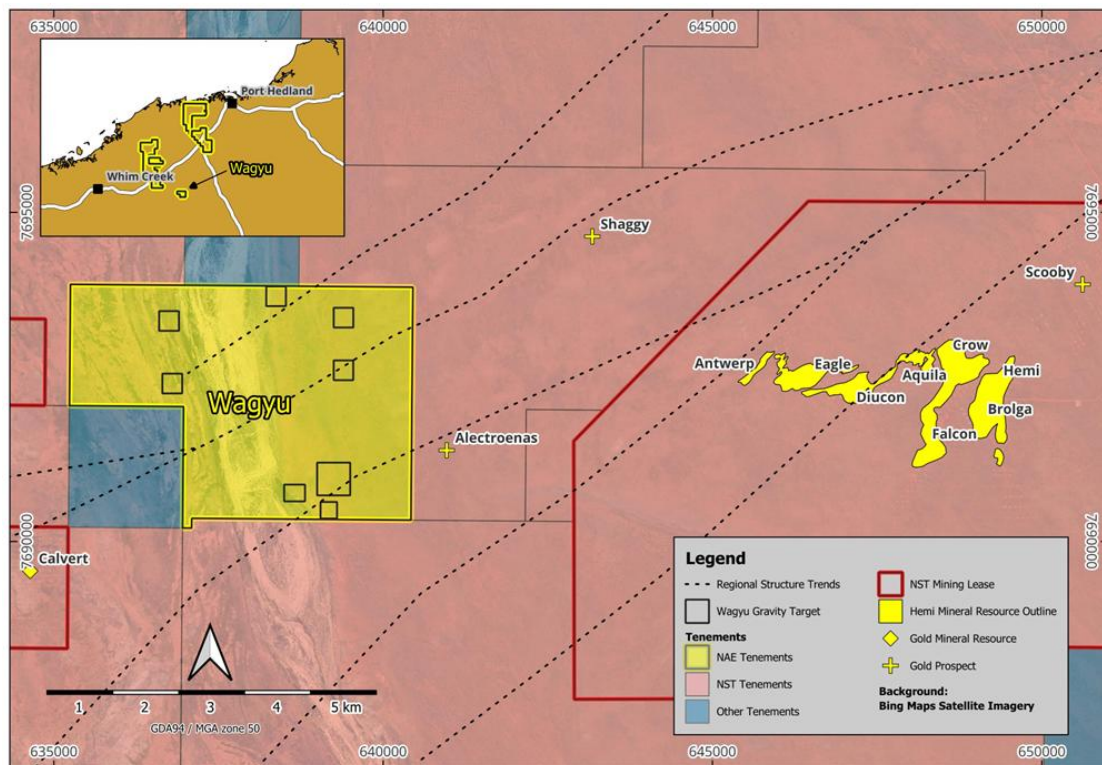 635000
640000
645000
650000
Port Hedland
Whim Creek
Wagyu
7695000
7695000
Shaggy
Scooby
Crow
Antwerp
Eagle
Aquila
Hemi
Diucon
Brolga
Wagyu
Falcon
Alectroenas
7690000
7690000
Calvert
Legend
Regional Structure Trends
Wagyu Gravity Target
Tenements
NAE Tenements
NST Tenements
Other Tenements
NST Mining Lease
Hemi Mineral Resource Outline
Gold Mineral Resource
Gold Prospect
Background:
Bing Maps Satellite Imagery
1 2 3 4 5 km
GDA94 / MGA zone 50
635000
640000
645000
650000